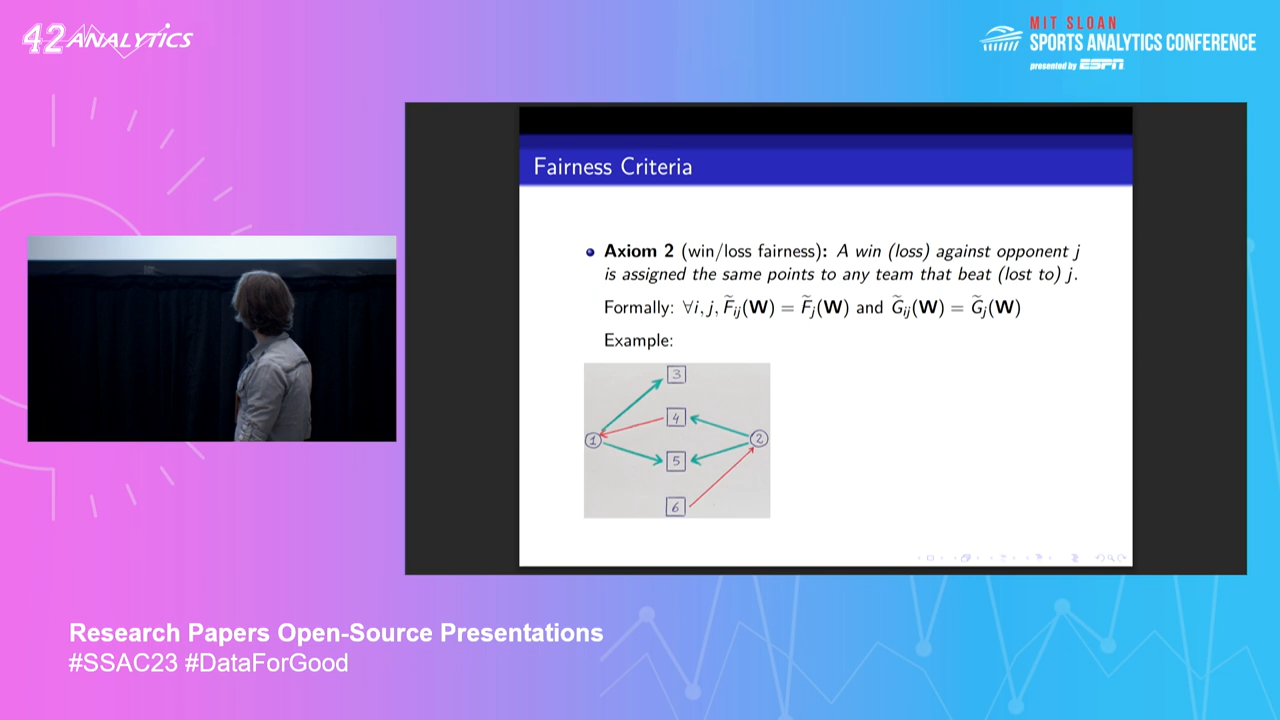 42 ANALYTICS
MIT SLOAN
SPORTS ANALYTICS CONFERENCE
presented by ESPN
Fairness Criteria
Axiom 2 (win/loss fairness): A win (loss) against opponent j
is assigned the same points to any team that beat (lost to) j.
Formally: ∀i, j, F̃ij(W) = F̃j(W) and G̃ij(W) = G̃j(W)
Example:
3
4
1
2
5
6
Research Papers Open-Source Presentations
#SSAC23 #DataForGood